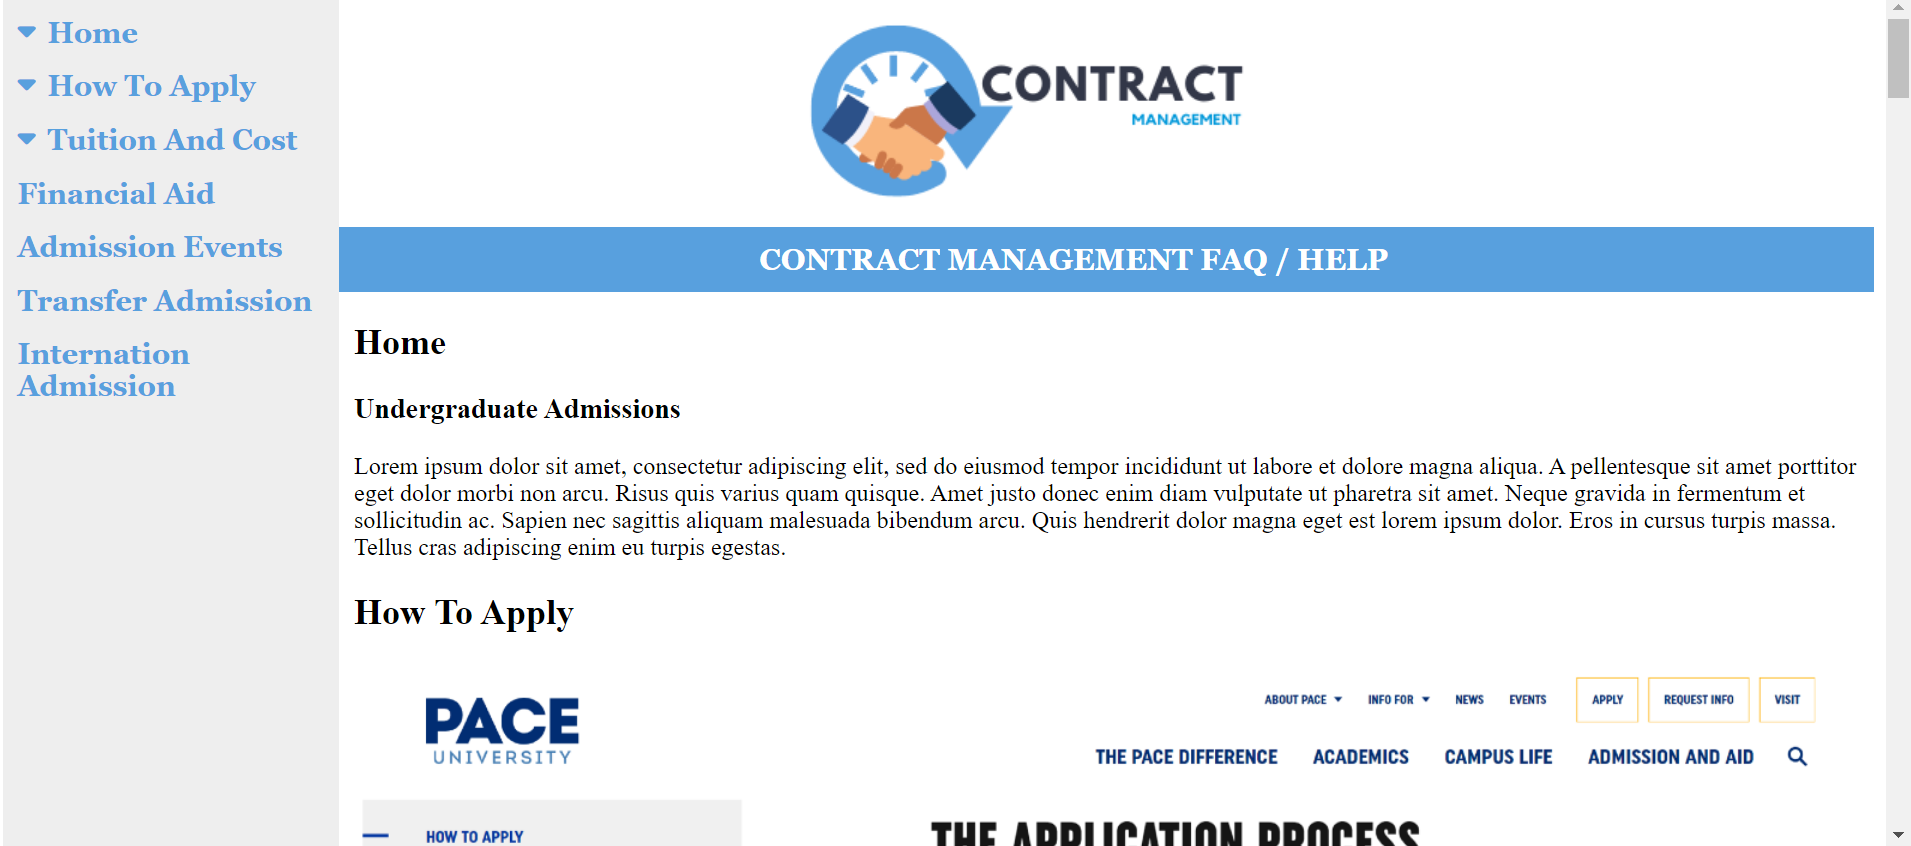 Home
How To Apply
Tuition And Cost
Financial Aid
Admission Events
Transfer Admission
Internation
Admission
CONTRACT
MANAGEMENT
CONTRACT MANAGEMENT FAQ / HELP
Home
Undergraduate Admissions
Lorem ipsum dolor sit amet, consectetur adipiscing elit, sed do eiusmod tempor incididunt ut labore et dolore magna aliqua. A pellentesque sit amet porttitor
eget dolor morbi non arcu. Risus quis varius quam quisque. Amet justo donec enim diam vulputate ut pharetra sit amet. Neque gravida in fermentum et
sollicitudin ac. Sapien nec sagittis aliquam malesuada bibendum arcu. Quis hendrerit dolor magna eget est lorem ipsum dolor. Eros in cursus turpis massa.
Tellus cras adipiscing enim eu turpis egestas.
How To Apply
PACE
UNIVERSITY
ABOUT PACE INFO FOR NEWS EVENTS APPLY REQUEST INFO VISIT
THE PACE DIFFERENCE ACADEMICS CAMPUS LIFE ADMISSION AND AID
HOW TO APPLY
THE APPLICATION PROCESS